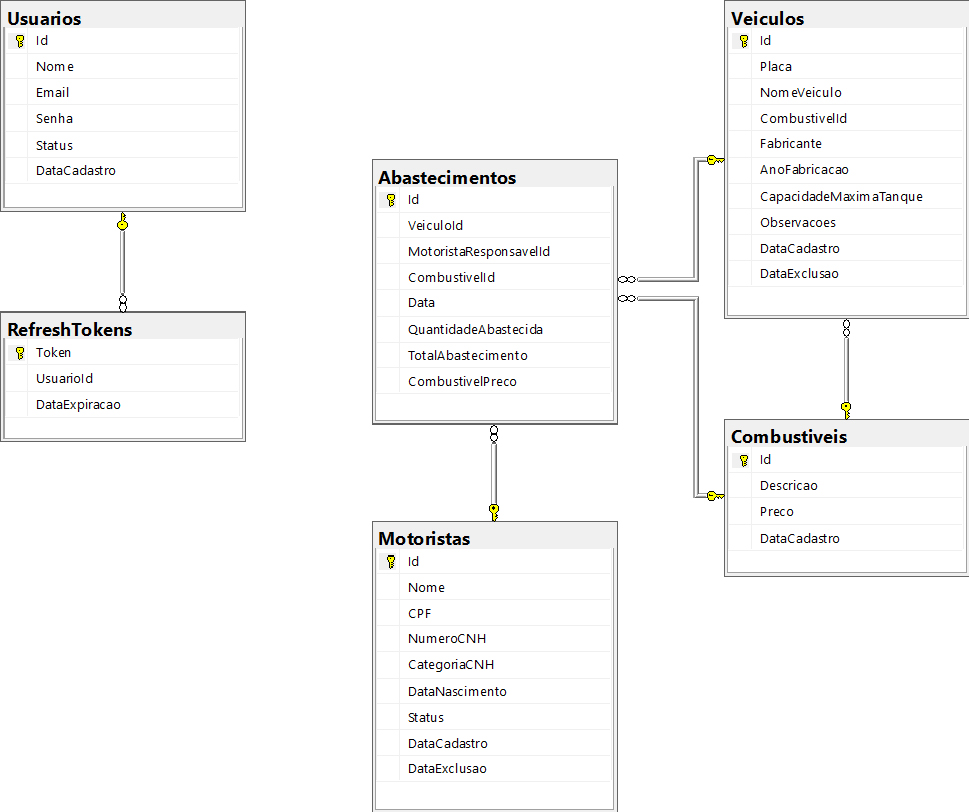 Usuarios
Id
Nome
Email
Senha
Status
DataCadastro
RefreshTokens
Token
UsuarioId
DataExpiracao
Abastecimentos
Id
VeiculoId
MotoristaResponsavelId
CombustivelId
Data
QuantidadeAbastecida
TotalAbastecimento
CombustivelPreco
Motoristas
Id
Nome
CPF
NumeroCNH
CategoriaCNH
DataNascimento
Status
DataCadastro
DataExclusao
Veiculos
Id
Placa
NomeVeiculo
CombustivelId
Fabricante
AnoFabricacao
CapacidadeMaximaTanque
Observacoes
DataCadastro
DataExclusao
Combustiveis
Id
Descricao
Preco
DataCadastro